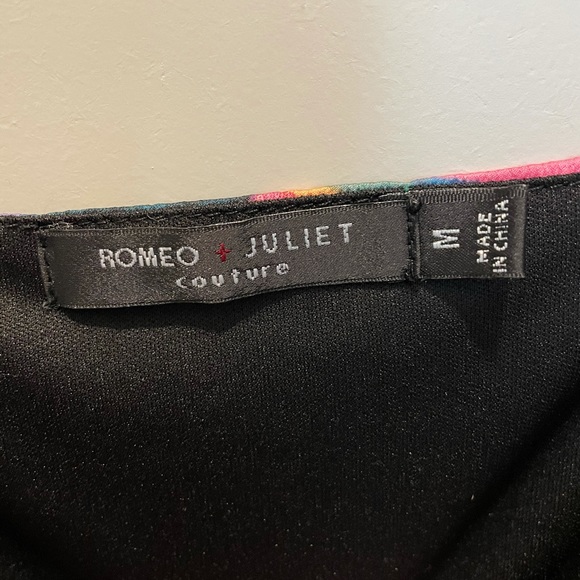 ROMEO + JULIET
couture
M
MADE
IN CHINA